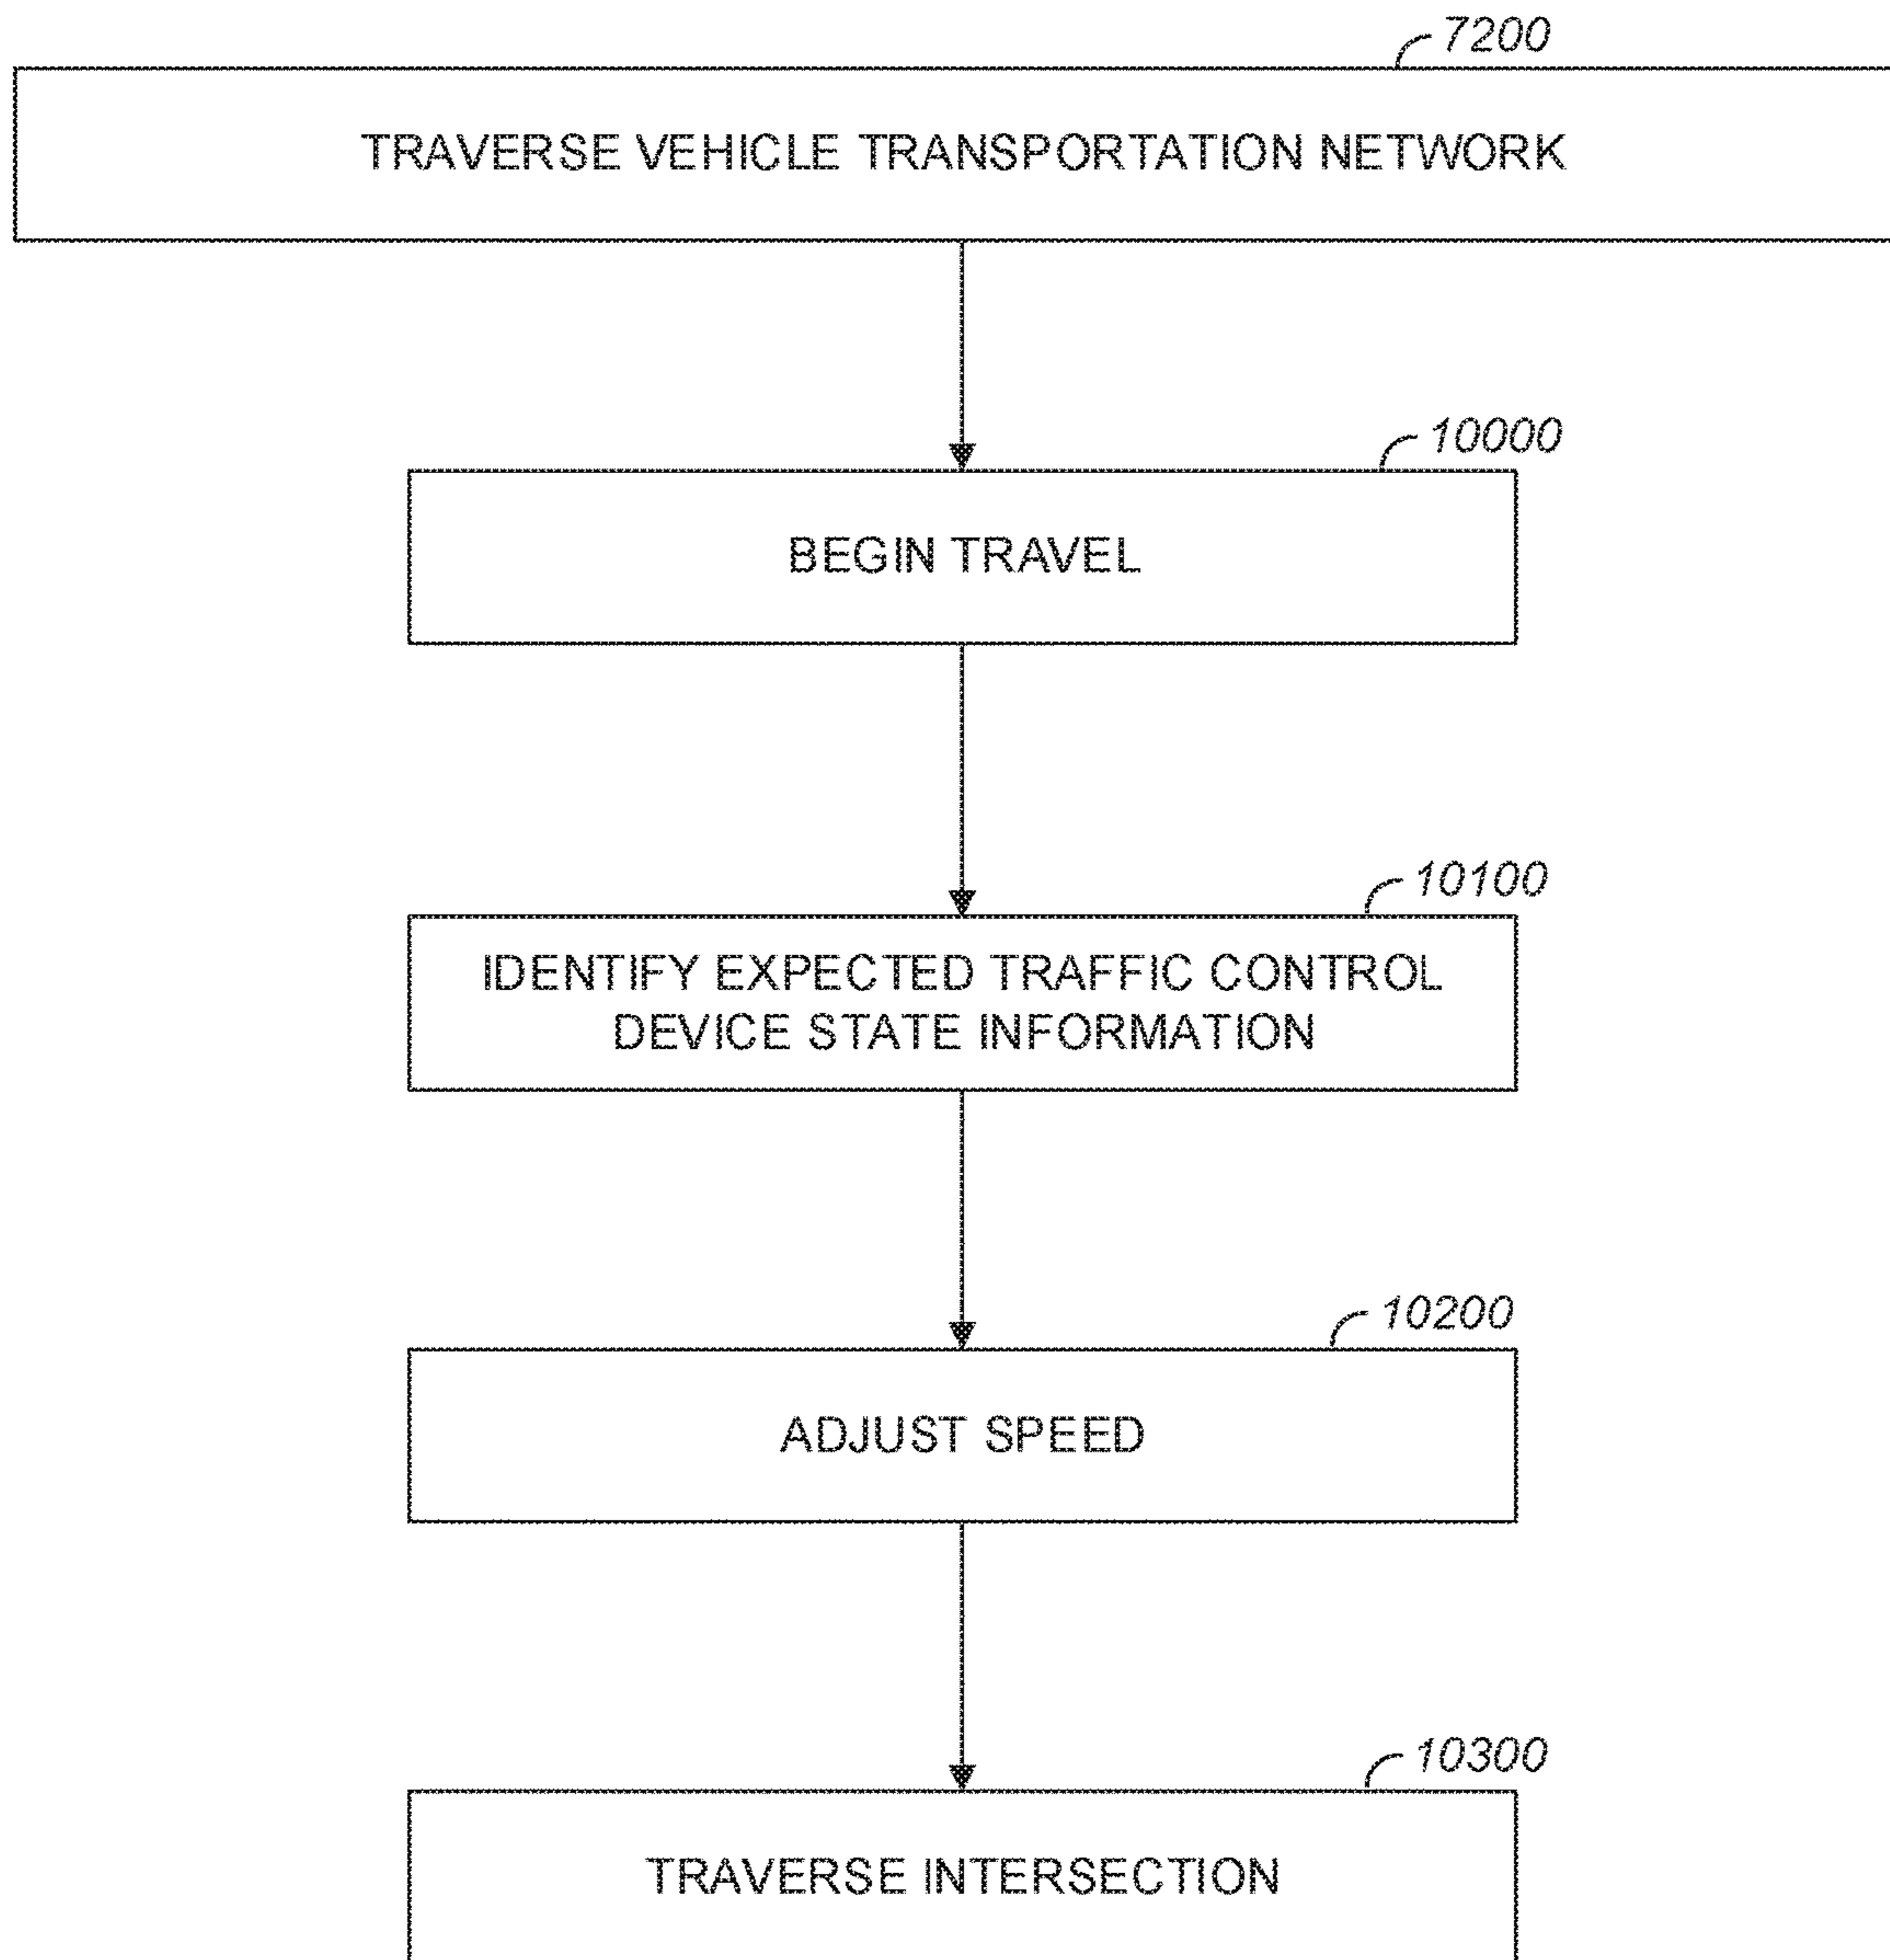 7200
TRAVERSE VEHICLE TRANSPORTATION NETWORK
10000
BEGIN TRAVEL
10100
IDENTIFY EXPECTED TRAFFIC CONTROL
DEVICE STATE INFORMATION
10200
ADJUST SPEED
10300
TRAVERSE INTERSECTION